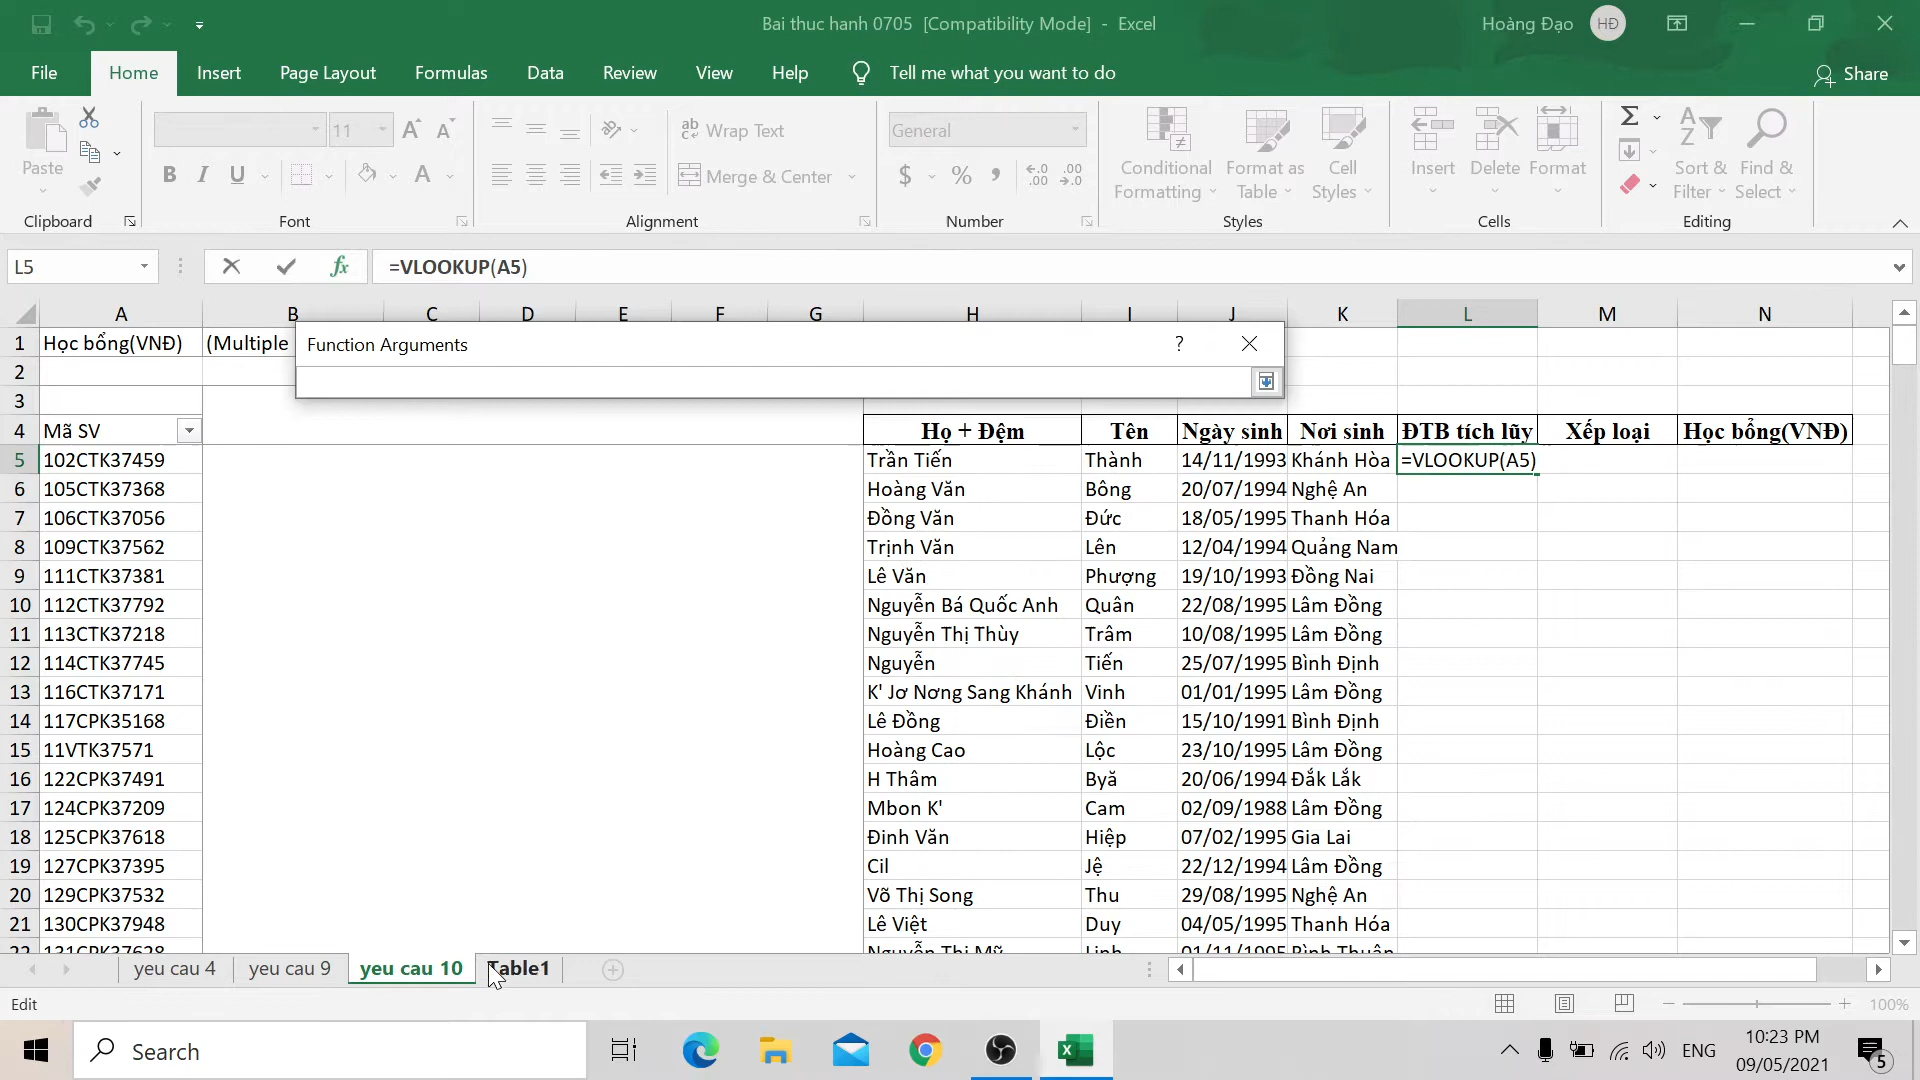 Bai thuc hanh 0705 [Compatibility Mode] - Excel
Hoàng Đạo HĐ
File Home Insert Page Layout Formulas Data Review View Help Tell me what you want to do Share
Paste
Clipboard
11
Font
Wrap Text
Merge & Center
Alignment
General
Number
Conditional Formatting
Format as Table
Cell Styles
Styles
Insert Delete Format
Cells
Sort & Filter
Find & Select
Editing
L5 fx =VLOOKUP(A5)
A B C D E F G H I J K L M N
Function Arguments ?
1 Học bổng(VNĐ) (Multiple
2
3
4 Mã SV Họ + Đệm Tên Ngày sinh Nơi sinh ĐTB tích lũy Xếp loại Học bổng(VNĐ)
5 102CTK37459 Trần Tiến Thành 14/11/1993 Khánh Hòa =VLOOKUP(A5)
6 105CTK37368 Hoàng Văn Bông 20/07/1994 Nghệ An
7 106CTK37056 Đồng Văn Đức 18/05/1995 Thanh Hóa
8 109CTK37562 Trịnh Văn Lên 12/04/1994 Quảng Nam
9 111CTK37381 Lê Văn Phượng 19/10/1993 Đồng Nai
10 112CTK37792 Nguyễn Bá Quốc Anh Quân 22/08/1995 Lâm Đồng
11 113CTK37218 Nguyễn Thị Thùy Trâm 10/08/1995 Lâm Đồng
12 114CTK37745 Nguyễn Tiến 25/07/1995 Bình Định
13 116CTK37171 K' Jơ Nơng Sang Khánh Vinh 01/01/1995 Lâm Đồng
14 117CPK35168 Lê Đồng Điền 15/10/1991 Bình Định
15 11VTK37571 Hoàng Cao Lộc 23/10/1995 Lâm Đồng
16 122CPK37491 H Thâm Byă 20/06/1994 Đắk Lắk
17 124CPK37209 Mbon K' Cam 02/09/1988 Lâm Đồng
18 125CPK37618 Đinh Văn Hiệp 07/02/1995 Gia Lai
19 127CPK37395 Cil Jệ 22/12/1994 Lâm Đồng
20 129CPK37532 Võ Thị Song Thu 29/08/1995 Nghệ An
21 130CPK37948 Lê Việt Duy 04/05/1995 Thanh Hóa
22 131CPK37628 Nguyễn Thị Mỹ Linh 01/11/1995 Bình Thuận
yeu cau 4 yeu cau 9 yeu cau 10 Table1
Edit 100%
Search ENG 10:23 PM
09/05/2021 5